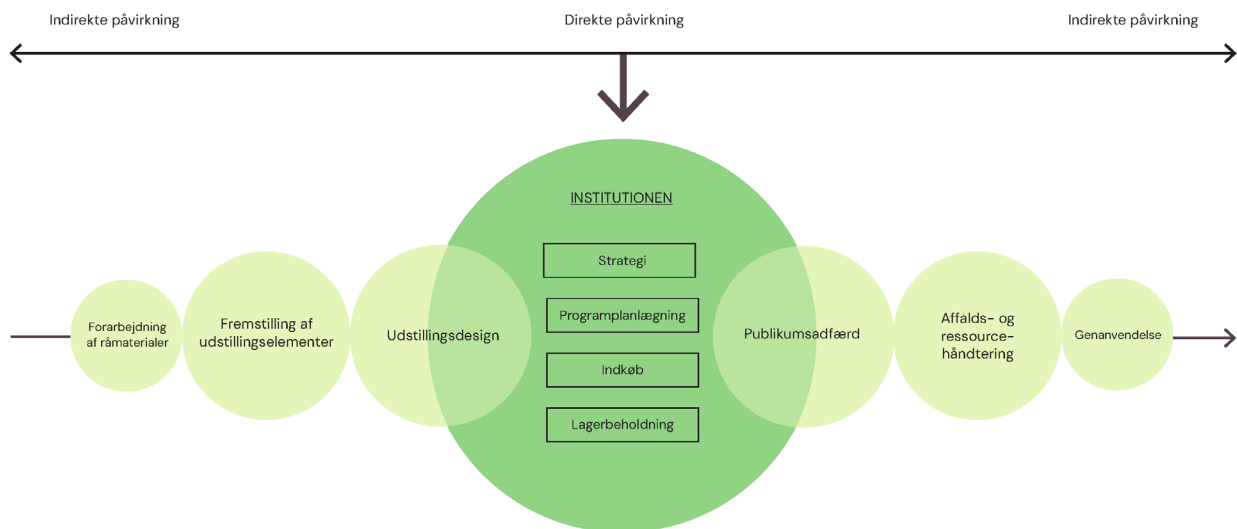 Indirekte påvirkning
Direkte påvirkning
Indirekte påvirkning
INSTITUTIONEN
Strategi
Programplanlægning
Indkøb
Lagerbeholdning
Forarbejdning
af råmaterialer
Fremstilling af
udstillingselementer
Udstillingsdesign
Publikumsadfærd
Affalds- og
ressource-
håndtering
Genanvendelse